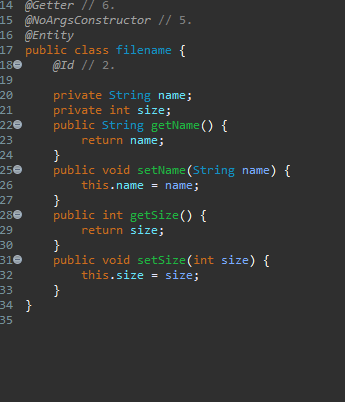 14 @Getter // 6.
15 @NoArgsConstructor // 5.
16 @Entity
17 public class filename {
18 @Id // 2.
19
20 private String name;
21 private int size;
22 public String getName() {
23 return name;
24 }
25 public void setName(String name) {
26 this.name = name;
27 }
28 public int getSize() {
29 return size;
30 }
31 public void setSize(int size) {
32 this.size = size;
33 }
34 }
35